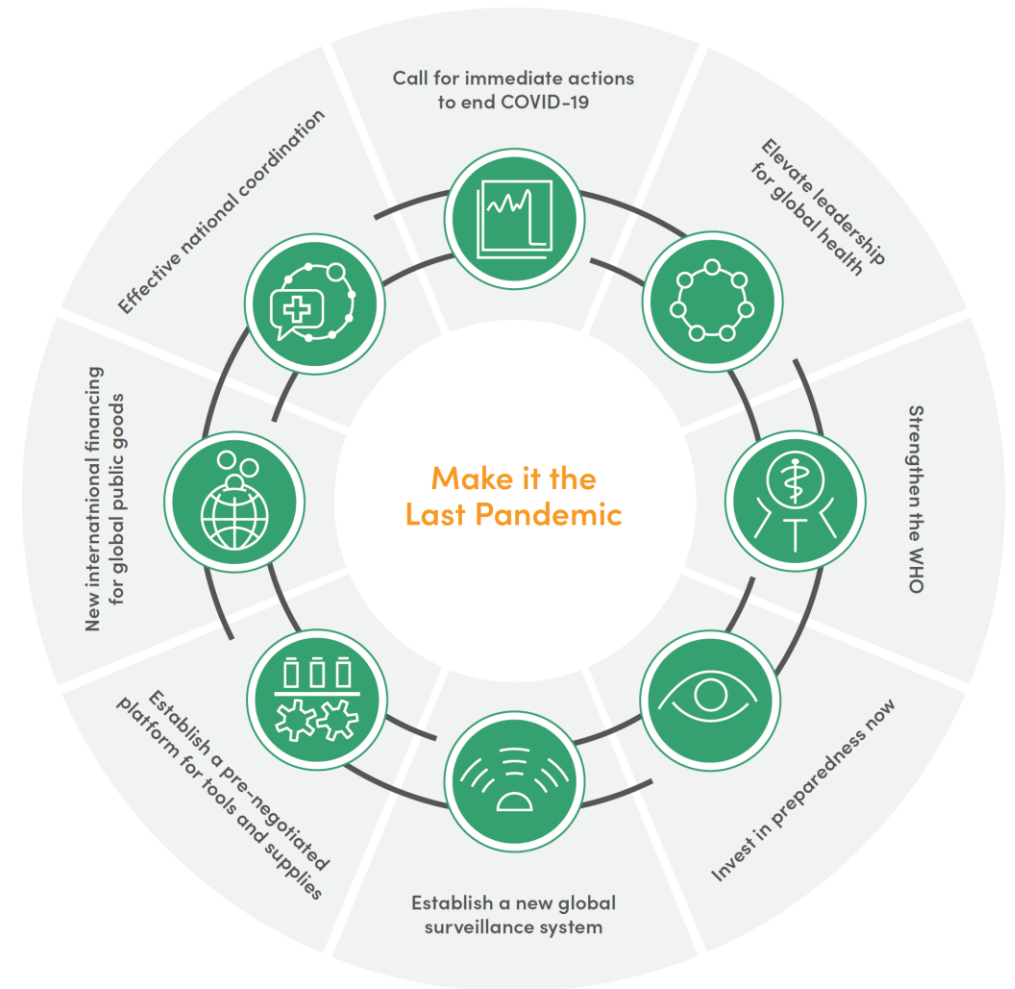 Call for immediate actions
to end COVID-19
Elevate leadership
for global health
Strengthen the WHO
Invest in preparedness now
Establish a new global
surveillance system
Establish a pre-negotiated
platform for tools and supplies
New internatnional financing
for global public goods
Effective national coordination
Make it the
Last Pandemic